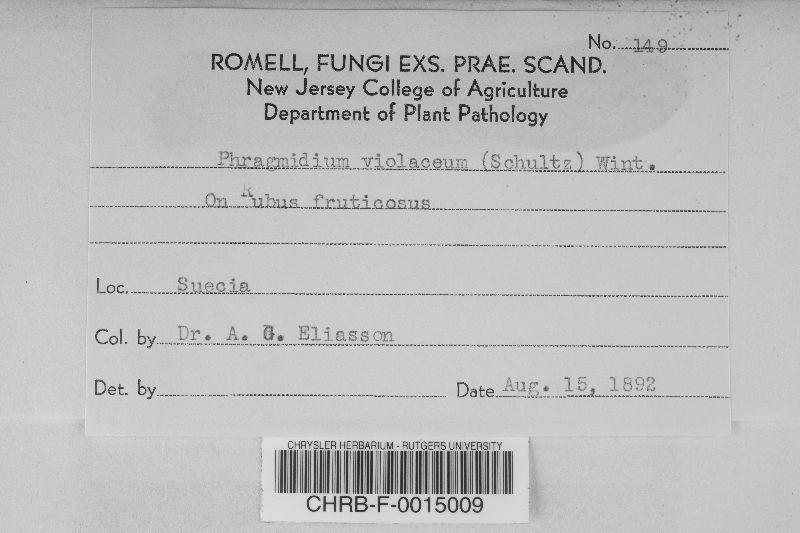 No. 149
ROMELL, FUNGI EXS. PRAE. SCAND.
New Jersey College of Agriculture
Department of Plant Pathology
Phragmidium violaceum (Schultz) Wint.
On Rubus fruticosus
Loc. Suecia
Col. by Dr. A. G. Eliasson
Det. by
Date Aug. 15, 1892
CHRYSLER HERBARIUM - RUTGERS UNIVERSITY
CHRB-F-0015009